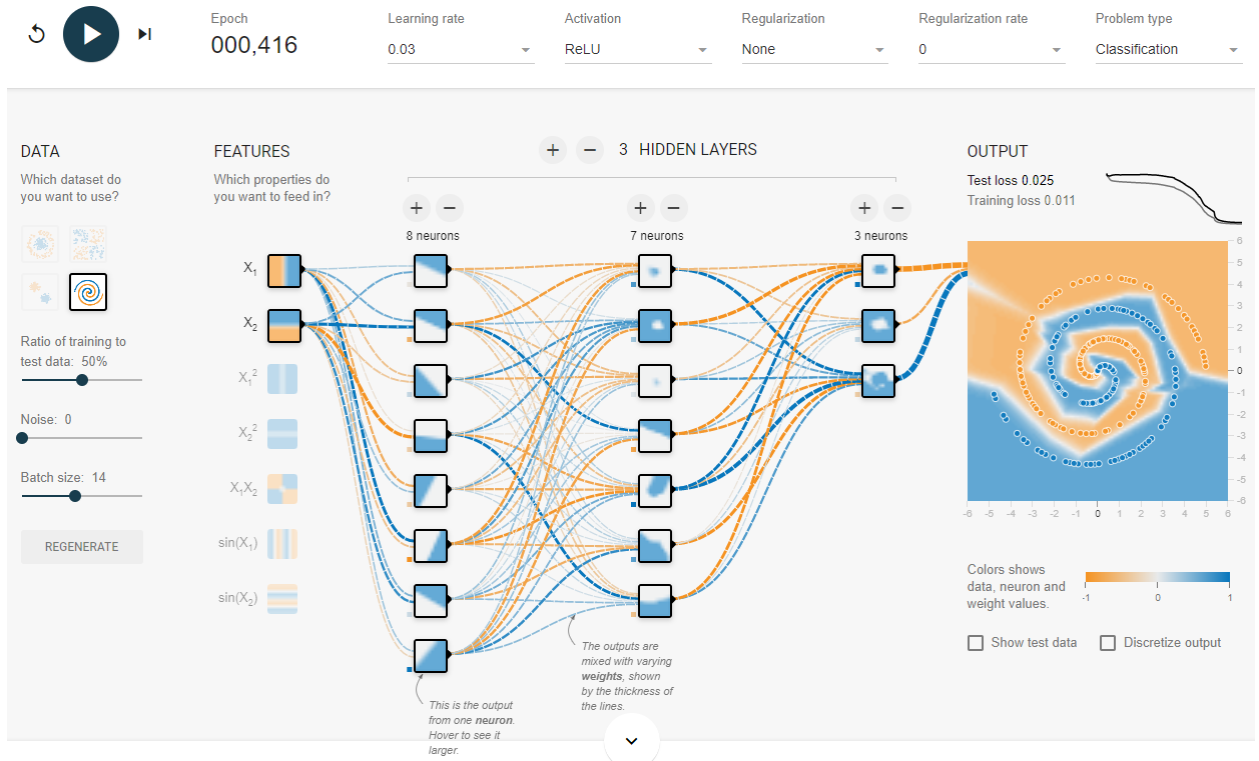 Epoch
000,416
Learning rate
0.03
Activation
ReLU
Regularization
None
Regularization rate
0
Problem type
Classification
DATA
Which dataset do
you want to use?
Ratio of training to
test data: 50%
Noise: 0
Batch size: 14
REGENERATE
FEATURES
Which properties do
you want to feed in?
X1
X2
X1²
X2²
X1X2
sin(X1)
sin(X2)
+ − 3 HIDDEN LAYERS
+ −
8 neurons
+ −
7 neurons
+ −
3 neurons
This is the output
from one neuron.
Hover to see it
larger.
The outputs are
mixed with varying
weights, shown
by the thickness of
the lines.
OUTPUT
Test loss 0.025
Training loss 0.011
6
5
4
3
2
1
0
-1
-2
-3
-4
-5
-6
-6 -5 -4 -3 -2 -1 0 1 2 3 4 5 6
Colors shows
data, neuron and
weight values.
-1 0 1
Show test data
Discretize output